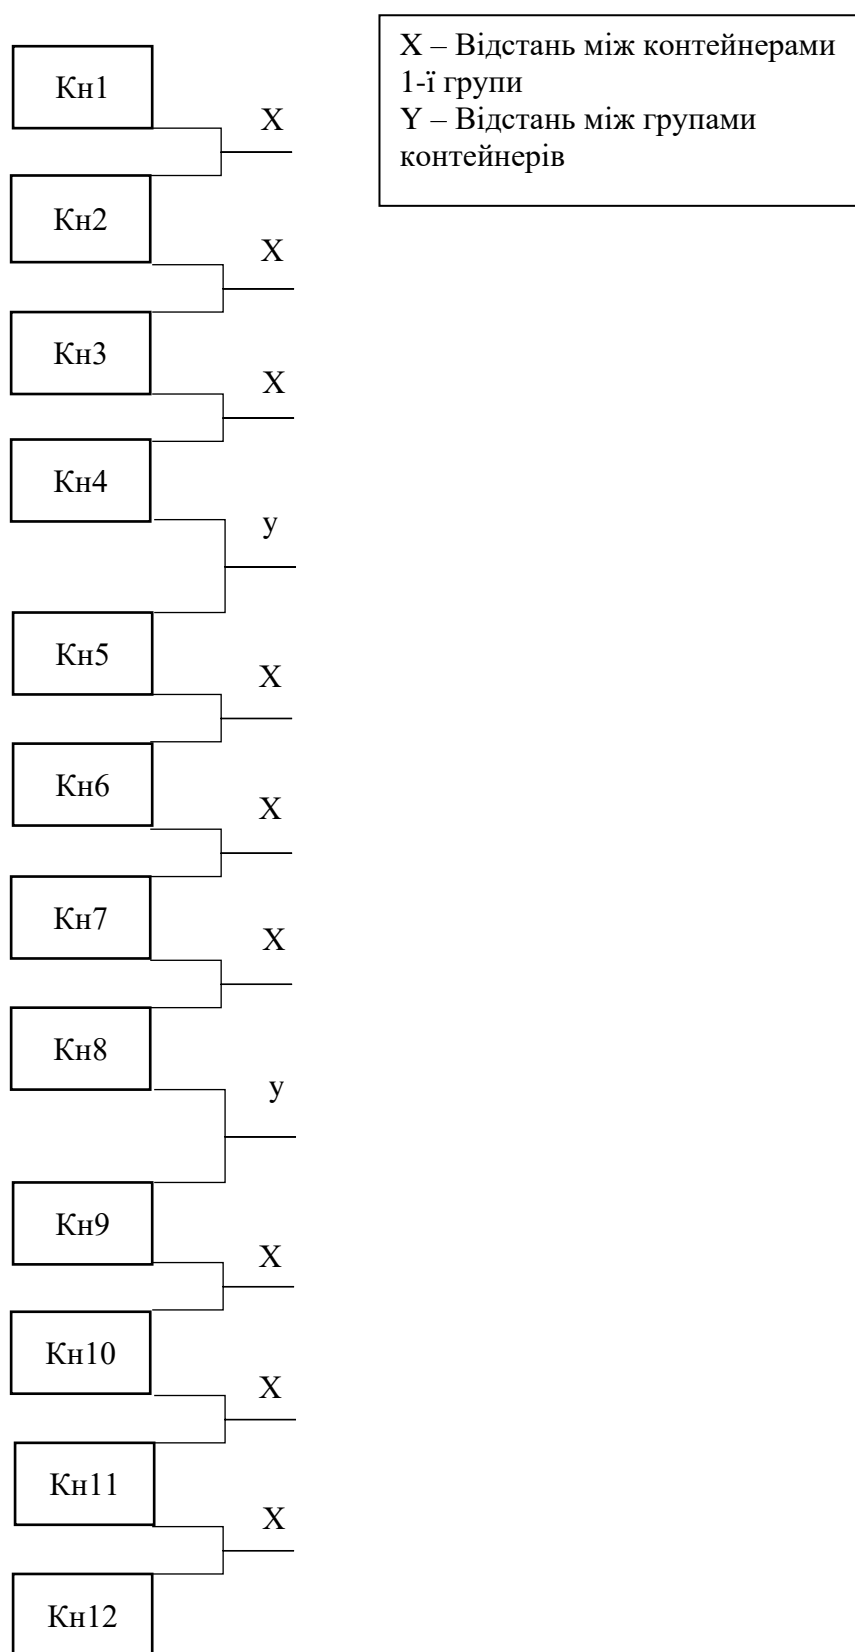 X – Відстань між контейнерами
1-ї групи
Y – Відстань між групами
контейнерів
Кн1
X
Кн2
X
Кн3
X
Кн4
у
Кн5
X
Кн6
X
Кн7
X
Кн8
у
Кн9
X
Кн10
X
Кн11
X
Кн12